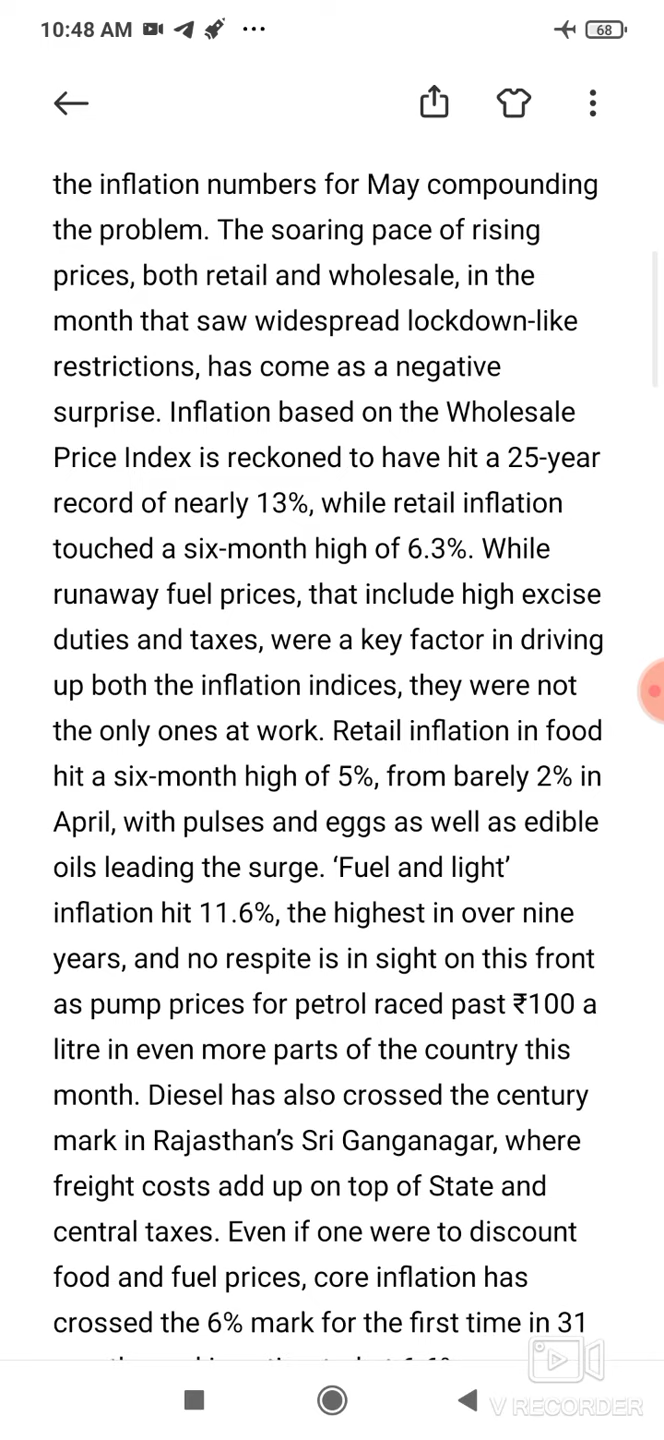 10:48 AM
68
the inflation numbers for May compounding
the problem. The soaring pace of rising
prices, both retail and wholesale, in the
month that saw widespread lockdown-like
restrictions, has come as a negative
surprise. Inflation based on the Wholesale
Price Index is reckoned to have hit a 25-year
record of nearly 13%, while retail inflation
touched a six-month high of 6.3%. While
runaway fuel prices, that include high excise
duties and taxes, were a key factor in driving
up both the inflation indices, they were not
the only ones at work. Retail inflation in food
hit a six-month high of 5%, from barely 2% in
April, with pulses and eggs as well as edible
oils leading the surge. ‘Fuel and light’
inflation hit 11.6%, the highest in over nine
years, and no respite is in sight on this front
as pump prices for petrol raced past ₹100 a
litre in even more parts of the country this
month. Diesel has also crossed the century
mark in Rajasthan’s Sri Ganganagar, where
freight costs add up on top of State and
central taxes. Even if one were to discount
food and fuel prices, core inflation has
crossed the 6% mark for the first time in 31
V RECORDER